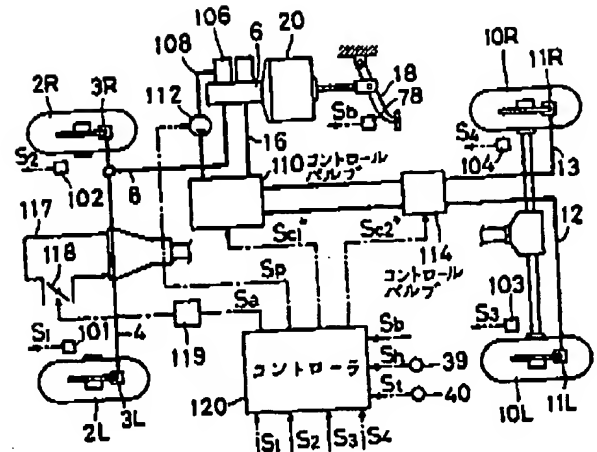 106
6
20
108
112
18
78
Sb
16
2R
3R
S2
102
8
110 コントロール
バルブ
10R
11R
S4
104
13
12
117
118
Sc1*
Sc2*
114
コントロール
バルブ
Sp
Sa
S1
101
4
119
103
S3
Sb
Sh
39
St
40
コントローラ
120
2L
3L
10L
11L
S1
S2
S3
S4